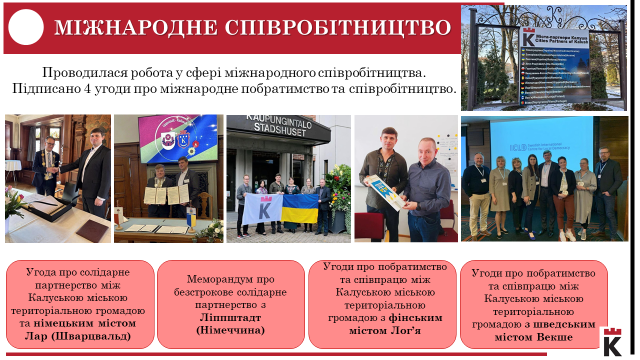 МІЖНАРОДНЕ СПІВРОБІТНИЦТВО
Проводилася робота у сфері міжнародного співробітництва.
Підписано 4 угоди про міжнародне побратимство та співробітництво.
Міста-партнери Калуша
Cities Partners of Kalush
KAUPUNGINTALO
STADSHUSET
Угода про солідарне
партнерство між
Калуською міською
територіальною громадою
та німецьким містом
Лар (Шварцвальд)
Меморандум про
безстрокове солідарне
партнерство з
Ліппштадт
(Німеччина)
Угоди про побратимство
та співпрацю між
Калуською міською
територіальною
громадою з фінським
містом Лог’я
Угоди про побратимство
та співпрацю між
Калуською міською
територіальною
громадою з шведським
містом Векше